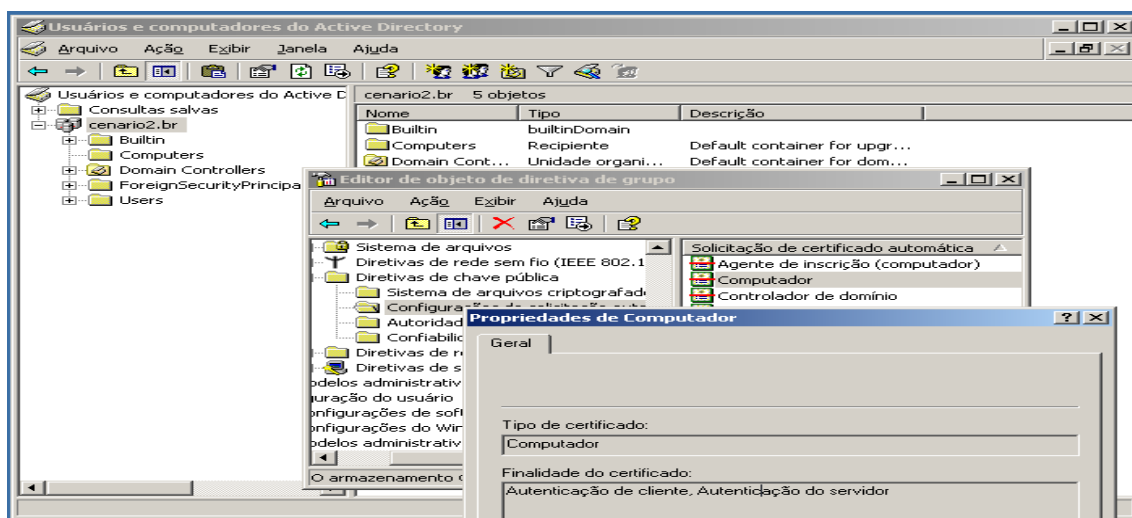 Usuários e computadores do Active Directory
Arquivo Ação Exibir Janela Ajuda
Usuários e computadores do Active D
Consultas salvas
cenario2.br
Builtin
Computers
Domain Controllers
ForeignSecurityPrincipa
Users
cenario2.br 5 objetos
Nome Tipo Descrição
Builtin builtinDomain
Computers Recipiente Default container for upgr...
Domain Cont... Unidade organi... Default container for dom...
Editor de objeto de diretiva de grupo
Arquivo Ação Exibir Ajuda
Sistema de arquivos
Diretivas de rede sem fio (IEEE 802.1
Diretivas de chave pública
Sistema de arquivos criptografad
Configurações de solicitação auto
Autoridad
Confiabilid
Diretivas de r
Diretivas de s
odelos administrativ
uração do usuário
onfigurações de soft
onfigurações do Wir
odelos administrativ
O armazenamento
Solicitação de certificado automática
Agente de inscrição (computador)
Computador
Controlador de domínio
Propriedades de Computador
Geral
Tipo de certificado:
Computador
Finalidade do certificado:
Autenticação de cliente, Autenticação do servidor